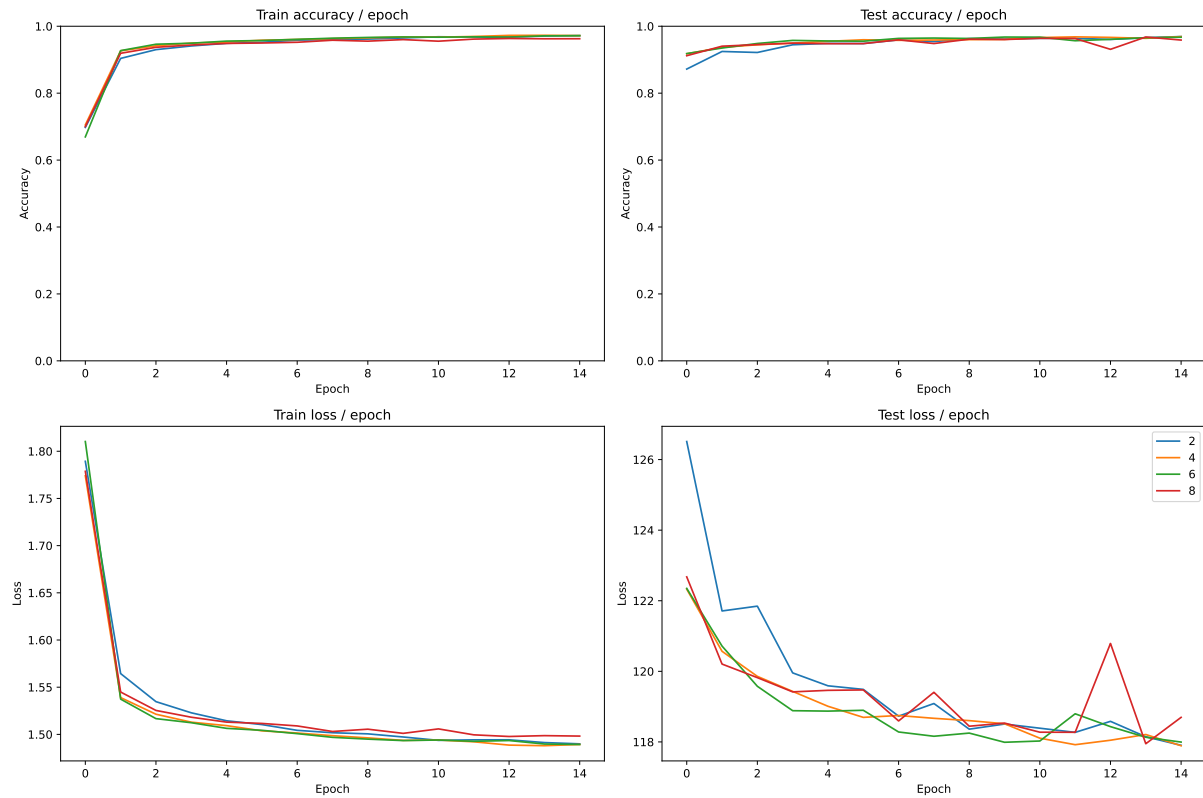 Train accuracy / epoch
Accuracy
1.0
0.8
0.6
0.4
0.2
0.0
0 2 4 6 8 10 12 14
Epoch
Test accuracy / epoch
Accuracy
1.0
0.8
0.6
0.4
0.2
0.0
0 2 4 6 8 10 12 14
Epoch
Train loss / epoch
Loss
1.80
1.75
1.70
1.65
1.60
1.55
1.50
0 2 4 6 8 10 12 14
Epoch
Test loss / epoch
Loss
126
124
122
120
118
0 2 4 6 8 10 12 14
Epoch
2
4
6
8